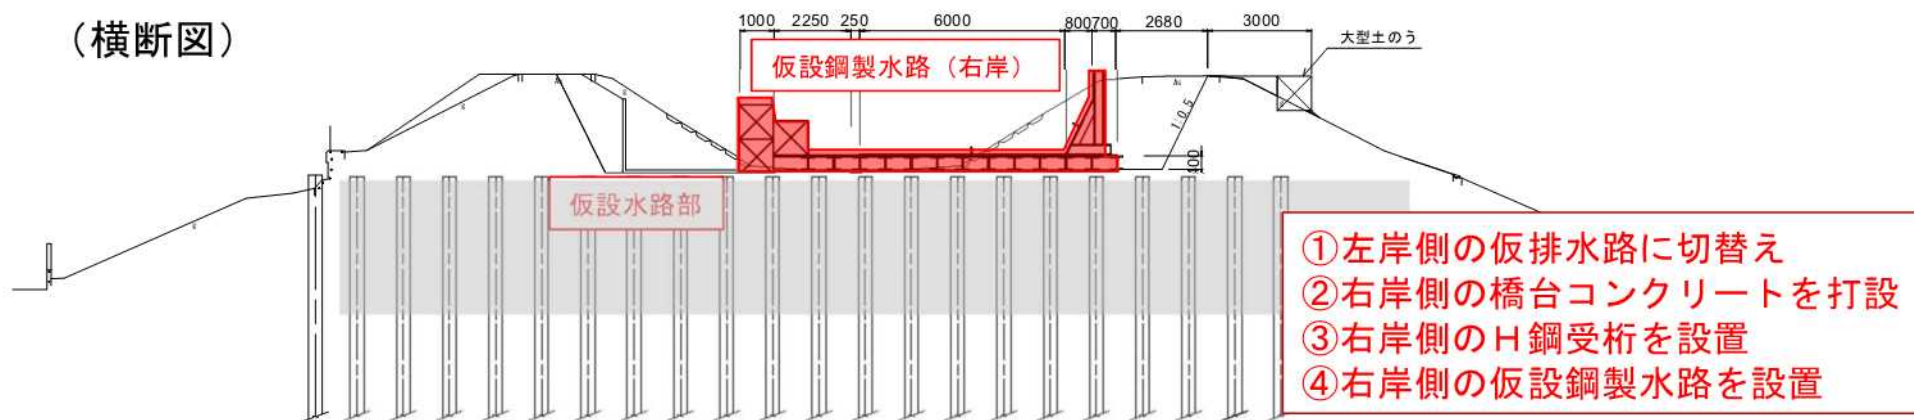 (横断図)
1000 2250 250 6000 800 700 2680 3000
大型土のう
仮設鋼製水路(右岸)
1:0.5
仮設水路部
①左岸側の仮排水路に切替え
②右岸側の橋台コンクリートを打設
③右岸側のH鋼受桁を設置
④右岸側の仮設鋼製水路を設置